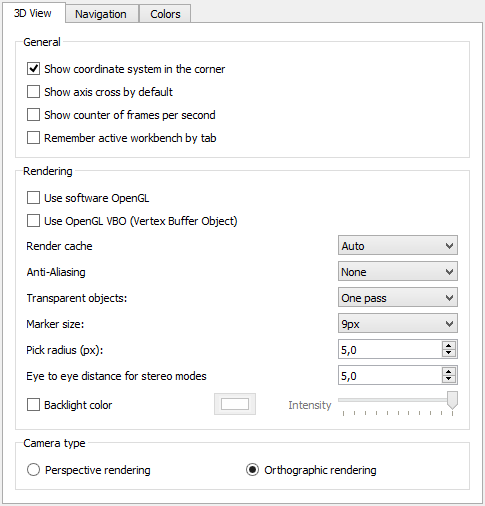 3D View Navigation Colors
General
Show coordinate system in the corner
Show axis cross by default
Show counter of frames per second
Remember active workbench by tab
Rendering
Use software OpenGL
Use OpenGL VBO (Vertex Buffer Object)
Render cache Auto
Anti-Aliasing None
Transparent objects: One pass
Marker size: 9px
Pick radius (px): 5,0
Eye to eye distance for stereo modes 5,0
Backlight color Intensity
Camera type
Perspective rendering Orthographic rendering